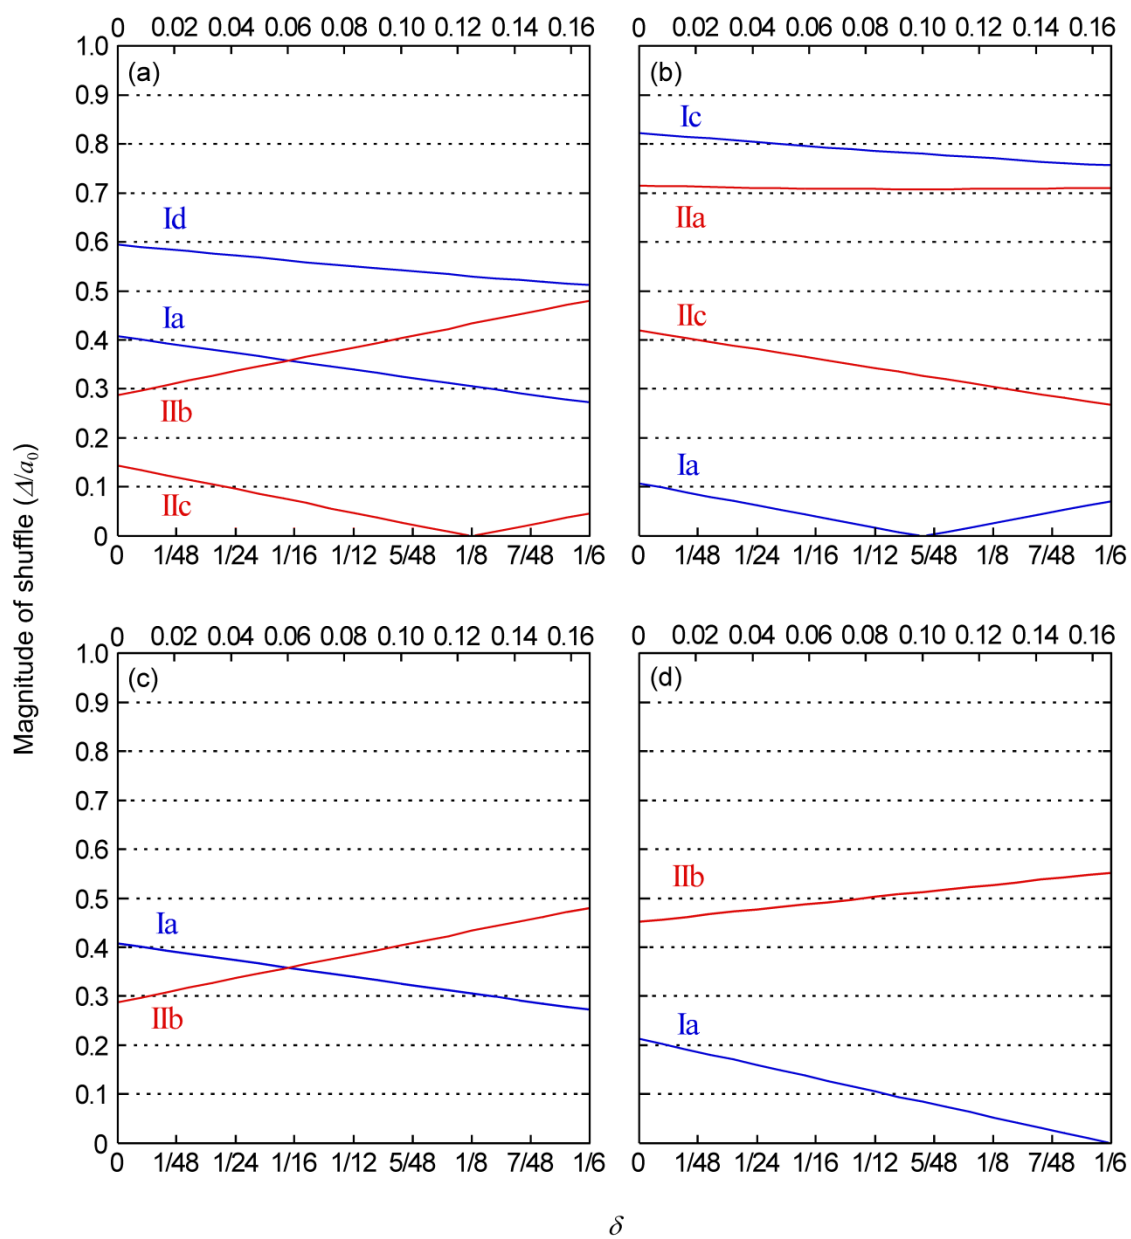 0 0.02 0.04 0.06 0.08 0.10 0.12 0.14 0.16
0 0.02 0.04 0.06 0.08 0.10 0.12 0.14 0.16
1.0
0.9
0.8
0.7
0.6
0.5
0.4
0.3
0.2
0.1
0
(a)
Id
Ia
IIb
IIc
(b)
Ic
IIa
IIc
Ia
0 1/48 1/24 1/16 1/12 5/48 1/8 7/48 1/6
0 1/48 1/24 1/16 1/12 5/48 1/8 7/48 1/6
Magnitude of shuffle (Δ/a₀)
0 0.02 0.04 0.06 0.08 0.10 0.12 0.14 0.16
0 0.02 0.04 0.06 0.08 0.10 0.12 0.14 0.16
1.0
0.9
0.8
0.7
0.6
0.5
0.4
0.3
0.2
0.1
0
(c)
Ia
IIb
(d)
IIb
Ia
0 1/48 1/24 1/16 1/12 5/48 1/8 7/48 1/6
0 1/48 1/24 1/16 1/12 5/48 1/8 7/48 1/6
δ